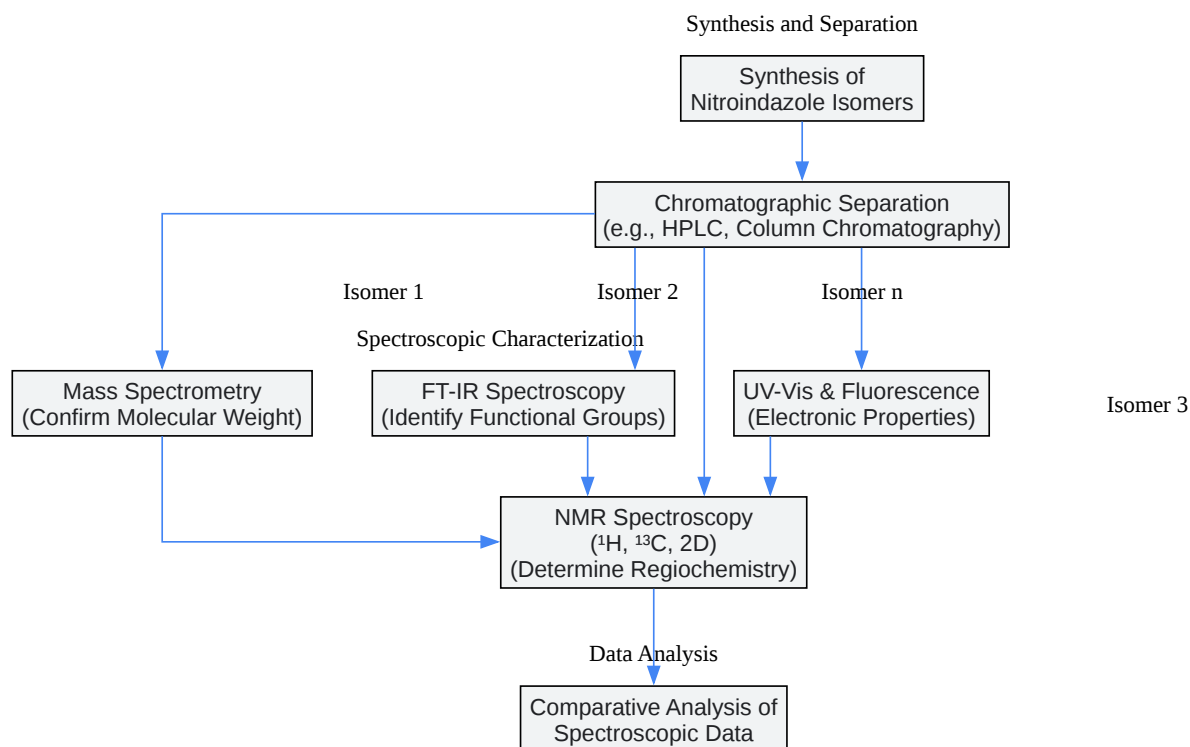 Synthesis and Separation
Synthesis of
Nitroindazole Isomers
Chromatographic Separation
(e.g., HPLC, Column Chromatography)
Isomer 1
Isomer 2
Isomer n
Spectroscopic Characterization
Mass Spectrometry
(Confirm Molecular Weight)
FT-IR Spectroscopy
(Identify Functional Groups)
UV-Vis & Fluorescence
(Electronic Properties)
Isomer 3
NMR Spectroscopy
(¹H, ¹³C, 2D)
(Determine Regiochemistry)
Data Analysis
Comparative Analysis of
Spectroscopic Data